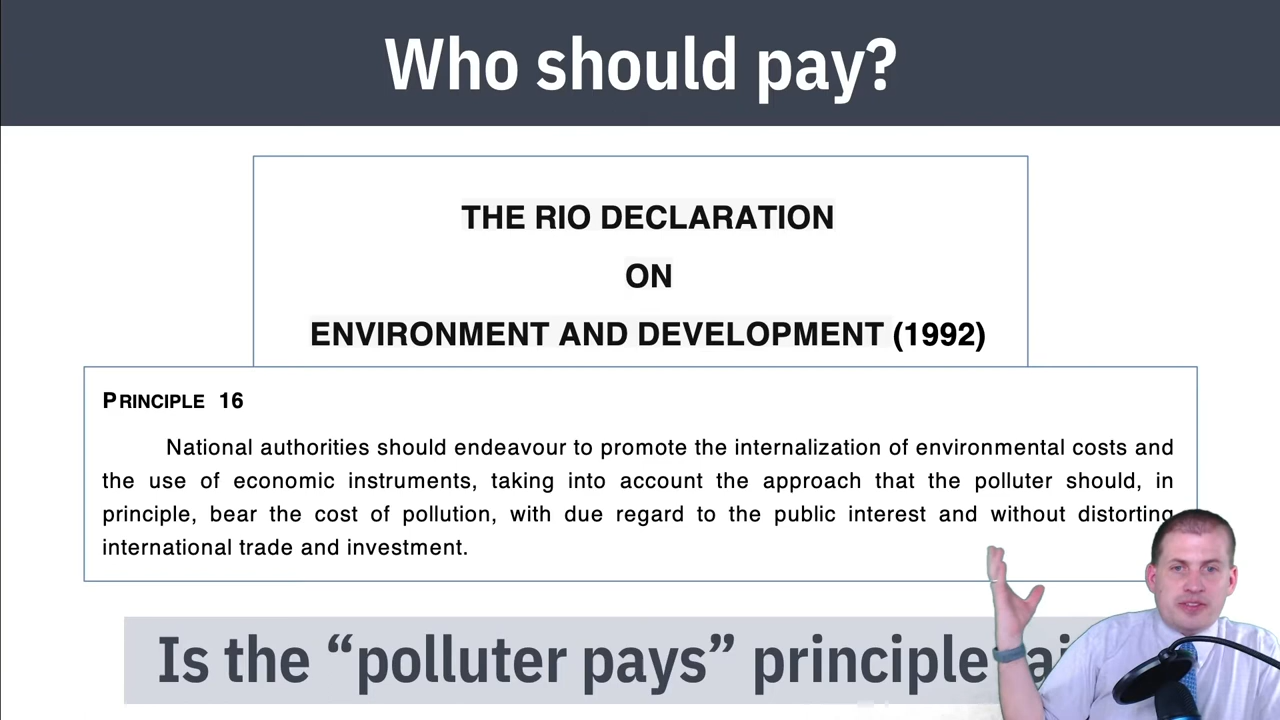 Who should pay?
THE RIO DECLARATION
ON
ENVIRONMENT AND DEVELOPMENT (1992)
PRINCIPLE 16
National authorities should endeavour to promote the internalization of environmental costs and
the use of economic instruments, taking into account the approach that the polluter should, in
principle, bear the cost of pollution, with due regard to the public interest and without distorting
international trade and investment.
Is the “polluter pays” principle